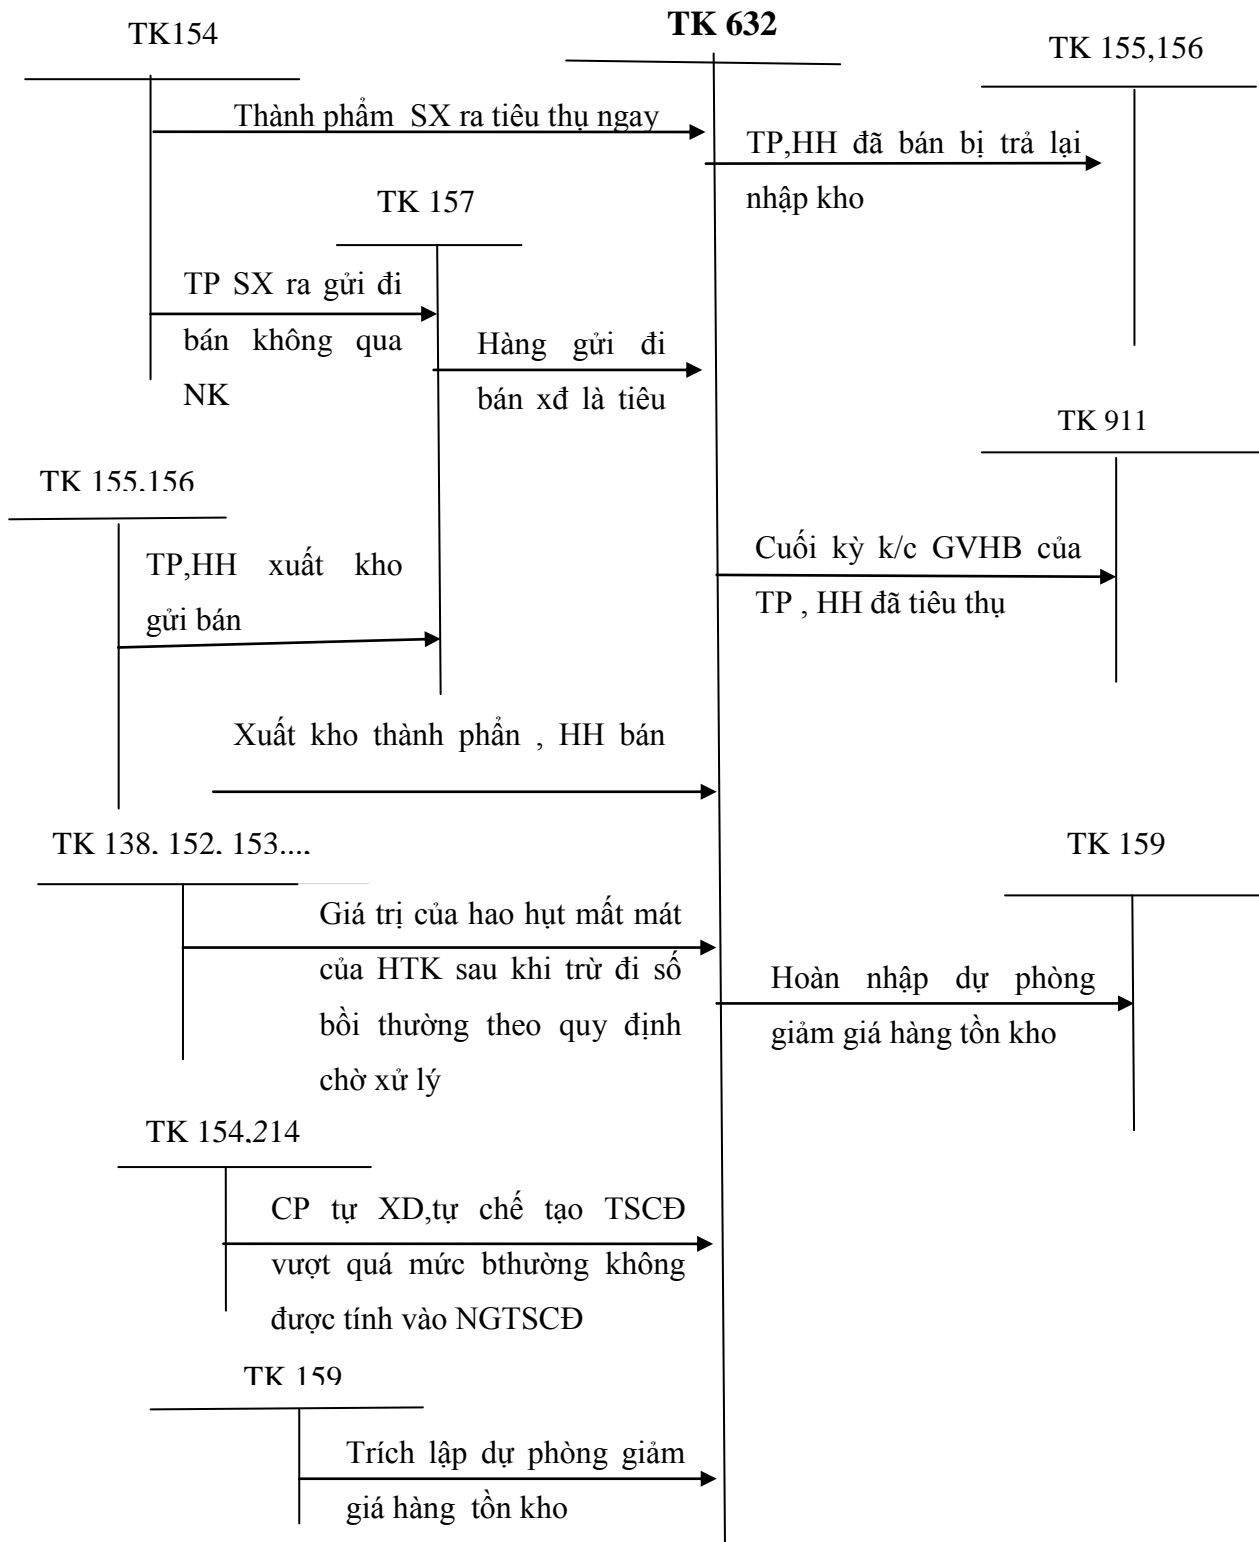 TK154
TK 632
TK 155,156
Thành phẩm SX ra tiêu thụ ngay
TP,HH đã bán bị trả lại
nhập kho
TK 157
TP SX ra gửi đi
bán không qua
NK
Hàng gửi đi
bán xđ là tiêu
TK 911
TK 155,156
TP,HH xuất kho
gửi bán
Cuối kỳ k/c GVHB của
TP , HH đã tiêu thụ
Xuất kho thành phẩn , HH bán
TK 138, 152, 153...,
TK 159
Giá trị của hao hụt mất mát
của HTK sau khi trừ đi số
bồi thường theo quy định
chờ xử lý
Hoàn nhập dự phòng
giảm giá hàng tồn kho
TK 154,214
CP tự XD,tự chế tạo TSCĐ
vượt quá mức bthường không
được tính vào NGTSCĐ
TK 159
Trích lập dự phòng giảm
giá hàng tồn kho